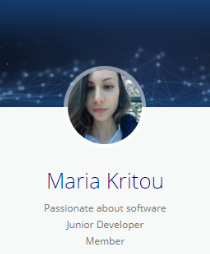 Maria Kritou
Passionate about software
Junior Developer
Member